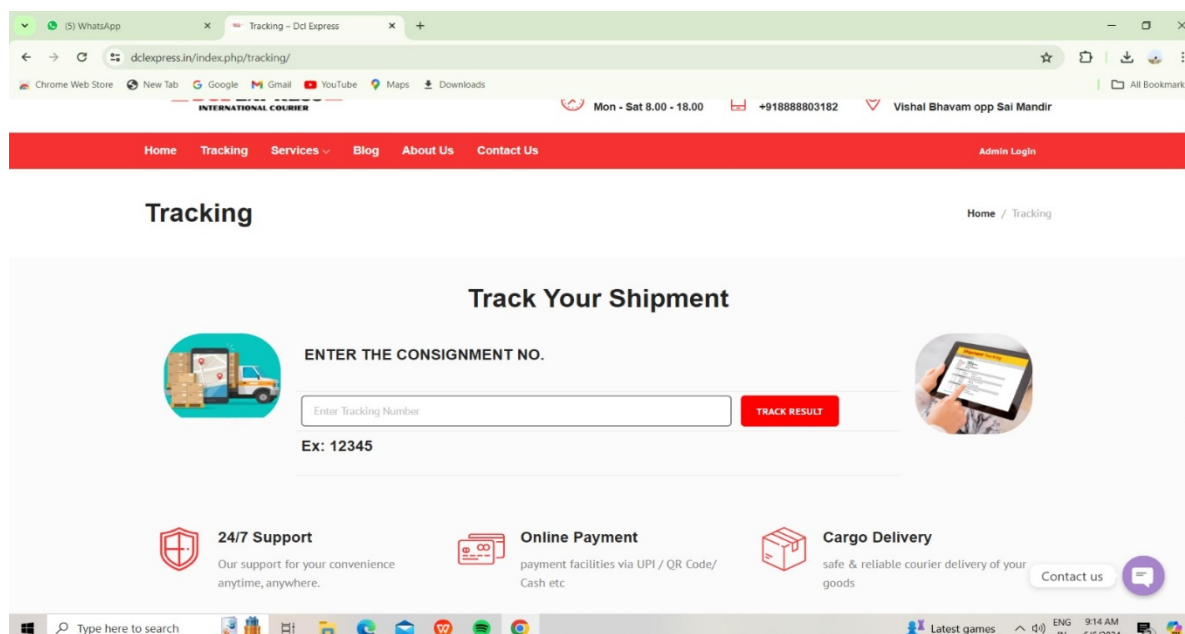 (5) WhatsApp
Tracking – Dcl Express
dclexpress.in/index.php/tracking/
Chrome Web Store New Tab Google Gmail YouTube Maps Downloads All Bookmark
INTERNATIONAL COURIER
Mon - Sat 8.00 - 18.00 +918888803182 Vishal Bhavam opp Sai Mandir
Home Tracking Services Blog About Us Contact Us Admin Login
Tracking
Home / Tracking
Track Your Shipment
ENTER THE CONSIGNMENT NO.
Enter Tracking Number
TRACK RESULT
Ex: 12345
24/7 Support
Our support for your convenience
anytime, anywhere.
Online Payment
payment facilities via UPI / QR Code/
Cash etc
Cargo Delivery
safe & reliable courier delivery of your
goods
Contact us
Type here to search
Latest games
ENG
9:14 AM